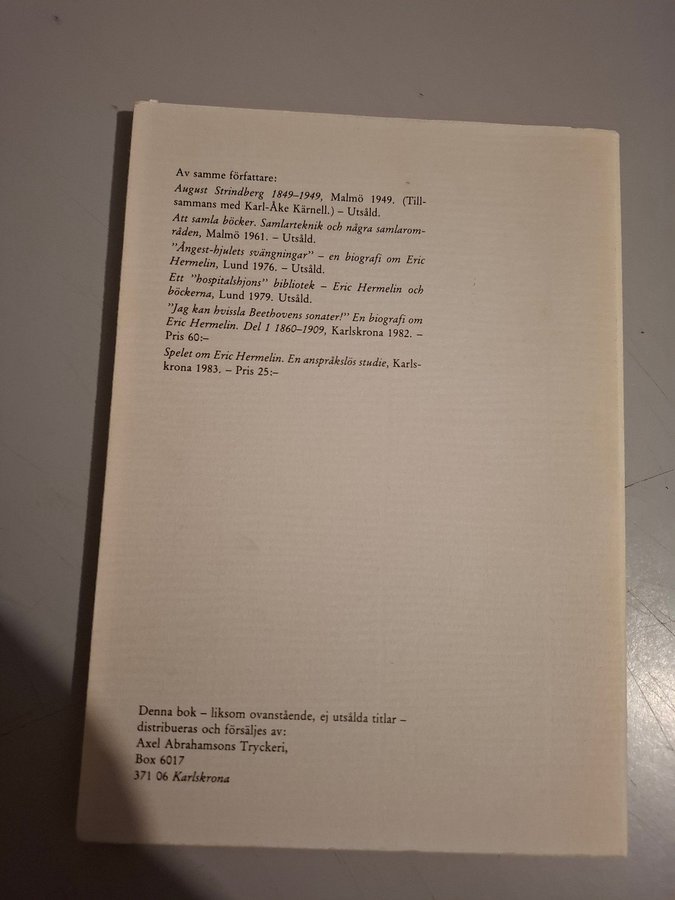 Av samme författare:
August Strindberg 1849–1949, Malmö 1949. (Till-
sammans med Karl-Åke Kärnell.) – Utsåld.
Att samla böcker. Samlarteknik och några samlarom-
råden, Malmö 1961. – Utsåld.
"Ångest-hjulets svängningar" – en biografi om Eric
Hermelin, Lund 1976. – Utsåld.
Ett "hospitalshjons" bibliotek – Eric Hermelin och
böckerna, Lund 1979. Utsåld.
"Jag kan hvissla Beethovens sonater!" En biografi om
Eric Hermelin. Del 1 1860–1909, Karlskrona 1982. –
Pris 60:–
Spelet om Eric Hermelin. En anspråkslös studie, Karls-
krona 1983. – Pris 25:–
Denna bok – liksom ovanstående, ej utsålda titlar –
distribueras och försäljes av:
Axel Abrahamsons Tryckeri,
Box 6017
371 06 Karlskrona